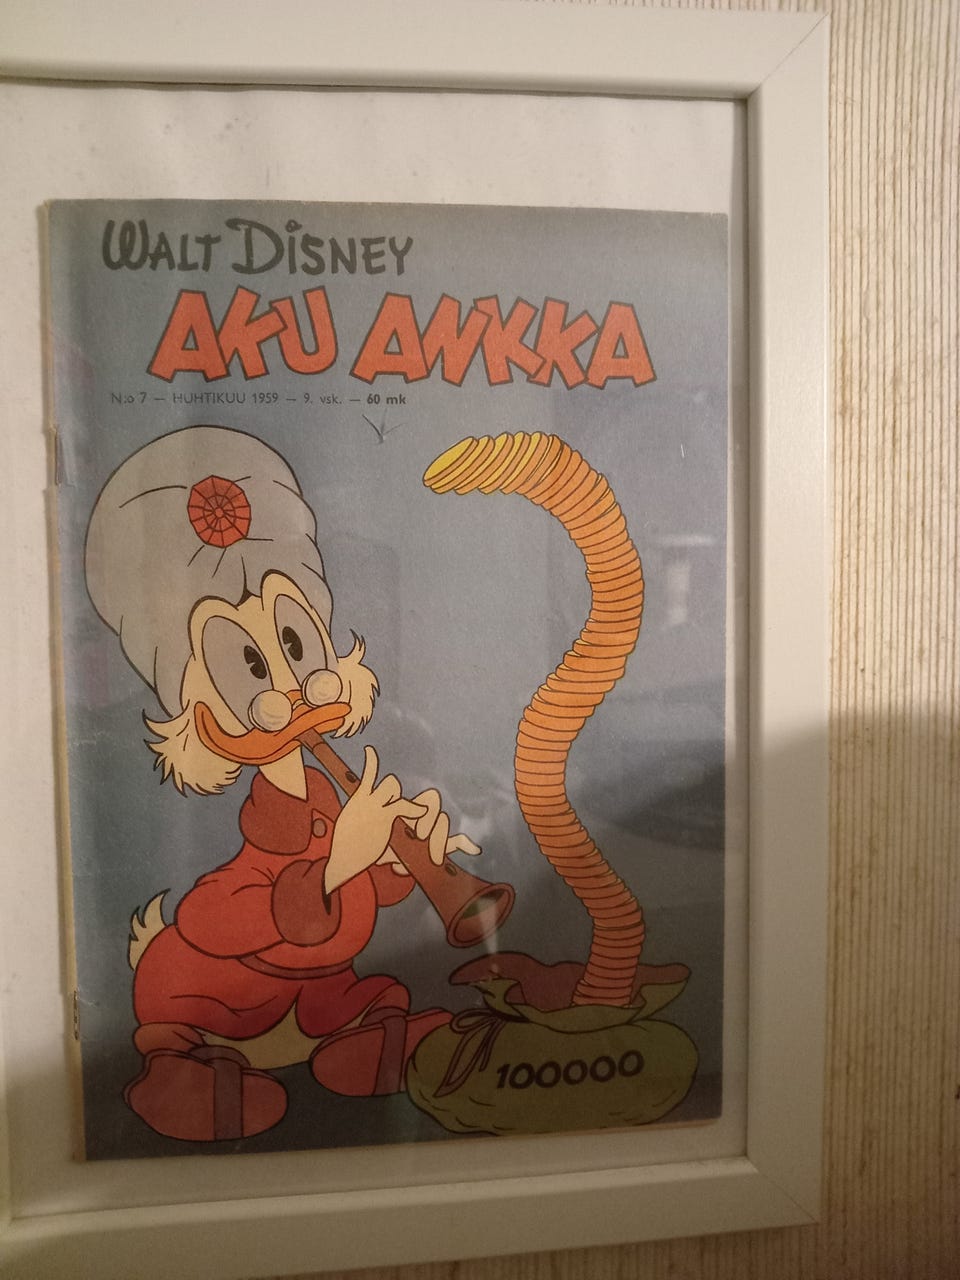 WALT DISNEY
AKU ANKKA
N:o 7 — HUHTIKUU 1959 — 9. vsk. — 60 mk
100000